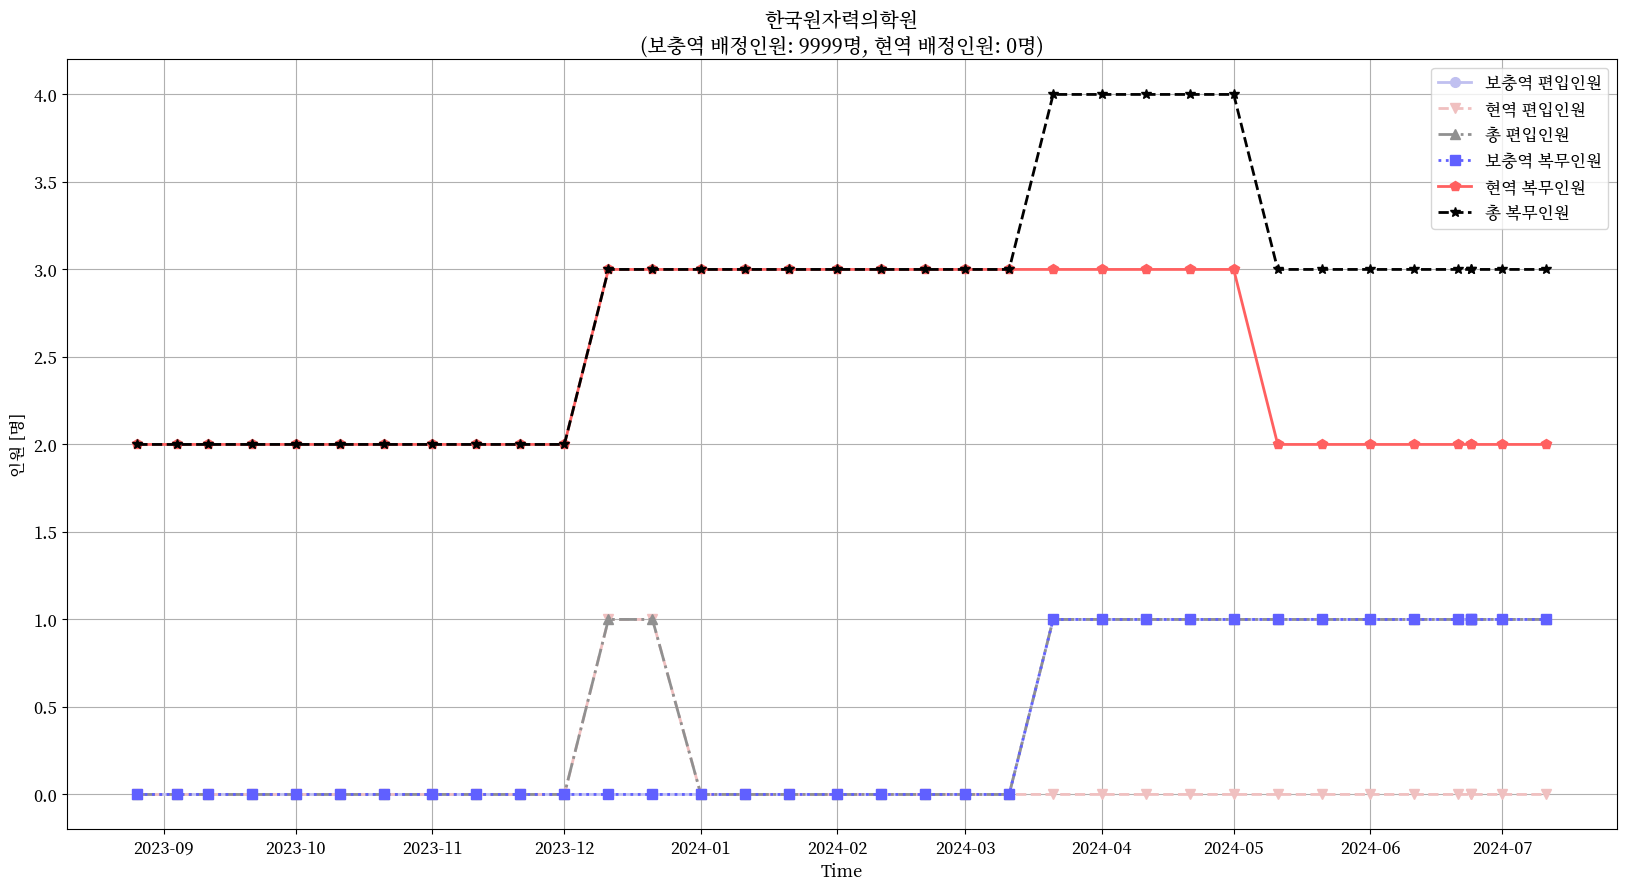 한국원자력의학원
(보충역 배정인원: 9999명, 현역 배정인원: 0명)
보충역 편입인원
현역 편입인원
총 편입인원
보충역 복무인원
현역 복무인원
총 복무인원
4.0
3.5
3.0
2.5
2.0
1.5
1.0
0.5
0.0
인원 [명]
2023-09
2023-10
2023-11
2023-12
2024-01
2024-02
2024-03
2024-04
2024-05
2024-06
2024-07
Time